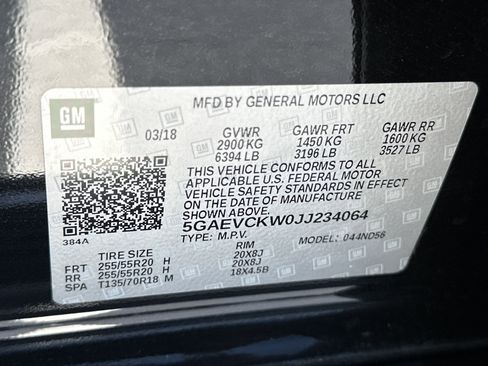 GM
MFD BY GENERAL MOTORS LLC
03/18 GVWR GAWR FRT GAWR RR
2900 KG 1450 KG 1600 KG
6394 LB 3196 LB 3527 LB
THIS VEHICLE CONFORMS TO ALL
APPLICABLE U.S. FEDERAL MOTOR
VEHICLE SAFETY STANDARDS IN EFFECT
ON THE DATE OF MANUFACTURE
SHOWN ABOVE.
384A
5GAEVCKW0JJ234064
TYPE: M.P.V. MODEL: 044ND56
TIRE SIZE RIM
FRT 255/55R20 H 20X8J
RR 255/55R20 H 20X8J
SPA T135/70R18 M 18X4.5B